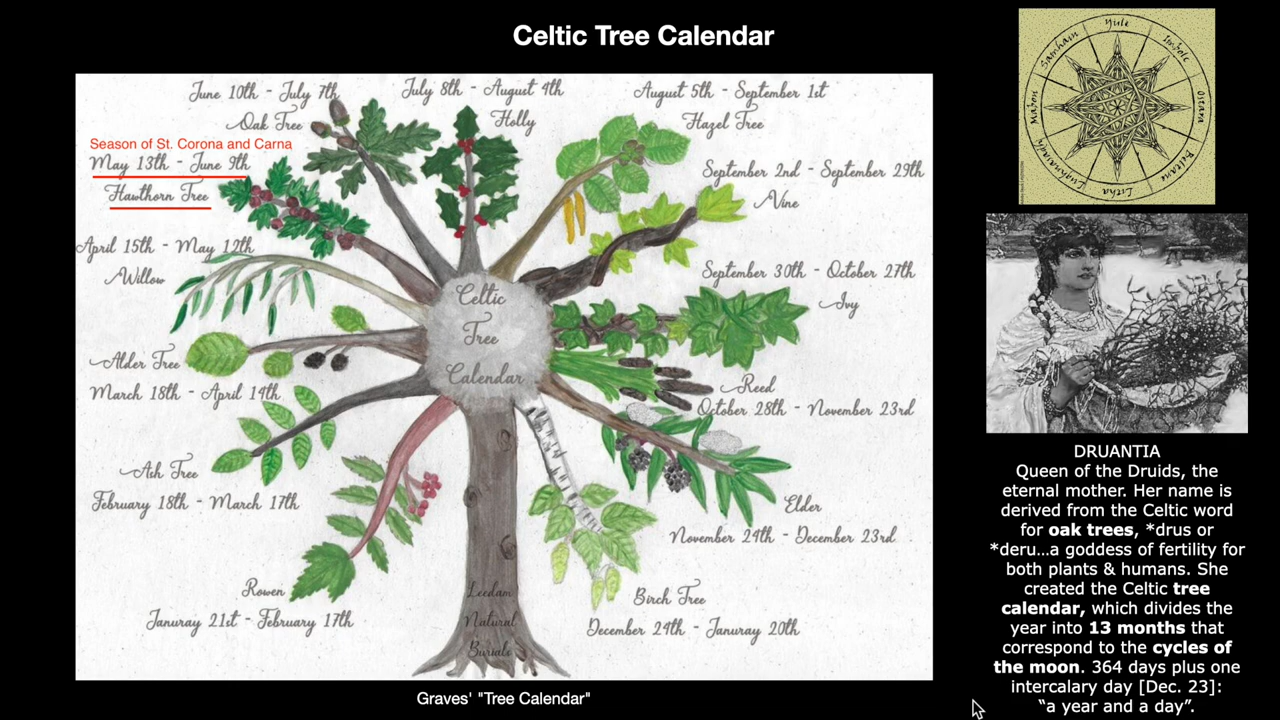 Celtic Tree Calendar
June 10th - July 7th
Oak Tree
July 8th - August 4th
Holly
August 5th - September 1st
Hazel Tree
Season of St. Corona and Carna
May 13th - June 9th
Hawthorn Tree
September 2nd - September 29th
Vine
April 15th - May 12th
Willow
September 30th - October 27th
Ivy
Celtic
Tree
Calendar
Alder Tree
March 18th - April 14th
Reed
October 28th - November 23rd
Ash Tree
February 18th - March 17th
Elder
November 24th - December 23rd
Rowen
Januray 21st - February 17th
Birch Tree
December 24th - Januray 20th
Leedam
Natural
Burials
Graves' "Tree Calendar"
Yule
Imbolc
Ostara
Beltane
Litha
Lughnasadh
Mabon
Samhain
DRUANTIA
Queen of the Druids, the
eternal mother. Her name is
derived from the Celtic word
for oak trees, *drus or
*deru...a goddess of fertility for
both plants & humans. She
created the Celtic tree
calendar, which divides the
year into 13 months that
correspond to the cycles of
the moon. 364 days plus one
intercalary day [Dec. 23]:
“a year and a day”.